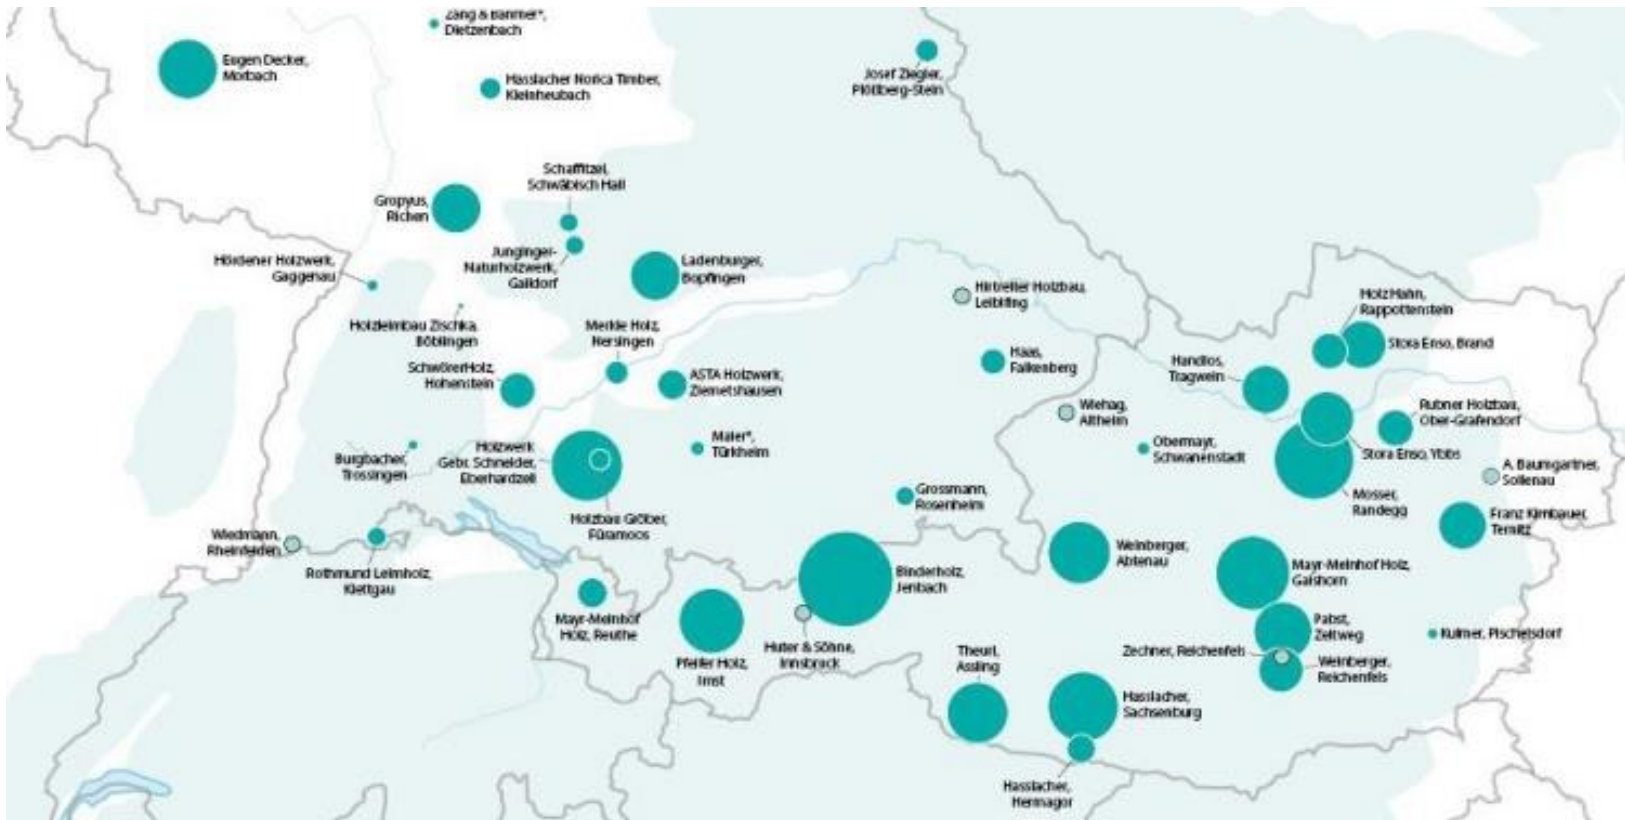 Zang & Bahmer*,
Dietzenbach
Eugen Decker,
Morbach
Hasslacher Norica Timber,
Kleinheubach
Josef Ziegler,
Plößberg-Stein
Schaffitzel,
Schwäbisch Hall
Gropyus,
Richen
Junginger-
Naturholzwerk,
Gaildorf
Ladenburger,
Bopfingen
Hördener Holzwerk,
Gaggenau
Hirtreiter Holzbau,
Leiblfing
Holz Hahn,
Rappottenstein
Holzleimbau Zischka,
Böblingen
Merkle Holz,
Nersingen
Stora Enso, Brand
SchwörerHolz,
Hohenstein
ASTA Holzwerk,
Ziemetshausen
Haas,
Falkenberg
Handlos,
Tragwein
Wiehag,
Altheim
Rubner Holzbau,
Ober-Grafendorf
Burgbacher,
Trossingen
Holzwerk
Gebr. Schneider,
Eberhardzell
Maier*,
Türkheim
Obermayr,
Schwanenstadt
Stora Enso, Ybbs
A. Baumgartner,
Sollenau
Mosser,
Randegg
Grossmann,
Rosenheim
Holzbau Gröber,
Füramoos
Franz Kirnbauer,
Ternitz
Wiedmann,
Rheinfelden
Rothmund Leimholz,
Klettgau
Weinberger,
Abtenau
Binderholz,
Jenbach
Mayr-Melnhof Holz,
Gaishorn
Mayr-Melnhof
Holz, Reuthe
Pabst,
Zeltweg
Kulmer, Pischelsdorf
Huter & Söhne,
Innsbruck
Pfeifer Holz,
Imst
Theurl,
Assling
Zechner, Reichenfels
Weinberger,
Reichenfels
Hasslacher,
Sachsenburg
Hasslacher,
Hermagor